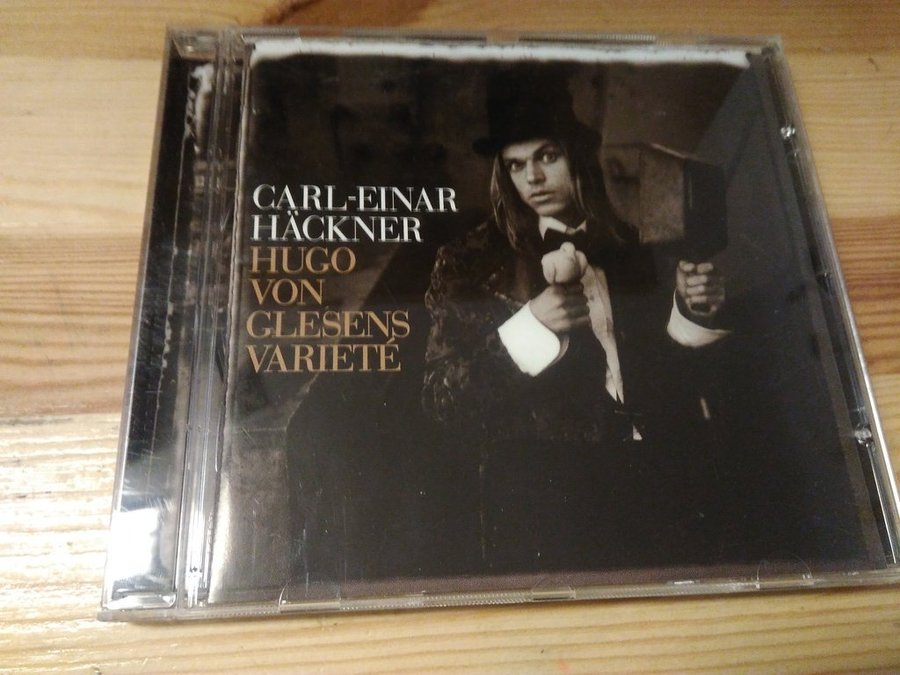 CARL-EINAR
HÄCKNER
HUGO
VON
GLESENS
VARIETÉ